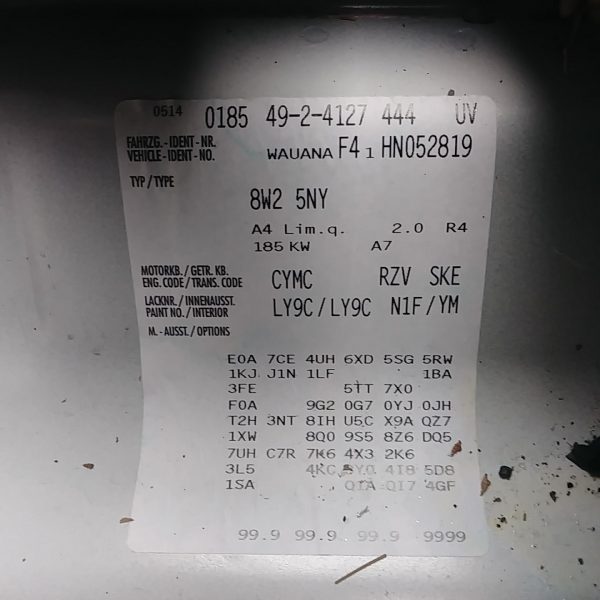 0514 0185 49-2-4127 444 UV
FAHRZG.-IDENT-NR.
VEHICLE-IDENT-NO. WAUANA F4 1 HN052819
TYP/TYPE
8W2 5NY
A4 Lim.q. 2.0 R4
185 KW A7
MOTORKB./GETR.KB.
ENG.CODE/TRANS.CODE CYMC RZV SKE
LACKNR./INNENAUSST.
PAINT NO./INTERIOR LY9C/LY9C N1F/YM
M.-AUSST./OPTIONS
E0A 7CE 4UH 6XD 5SG 5RW
1KJ J1N 1LF 1BA
3FE 5TT 7X0
F0A 9G2 0G7 0YJ 0JH
T2H 3NT 8IH U5C X9A QZ7
1XW 8Q0 9S5 8Z6 DQ5
7UH C7R 7K6 4X3 2K6
3L5 4KC 4I8 5D8
1SA Q1A Q17 4GF
99.9 99.9 99.9 9999